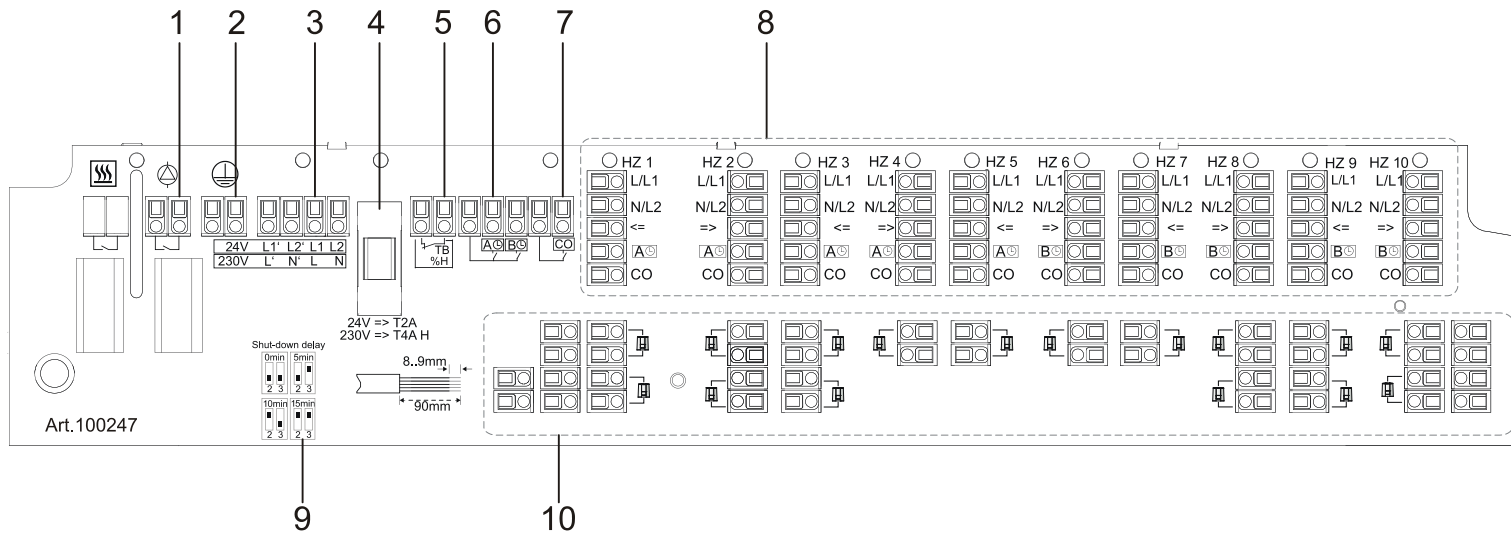 1 2 3 4 5 6 7 8
HZ 1 HZ 2 HZ 3 HZ 4 HZ 5 HZ 6 HZ 7 HZ 8 HZ 9 HZ 10
L/L1 L/L1 L/L1 L/L1 L/L1 L/L1 L/L1 L/L1 L/L1 L/L1
N/L2 N/L2 N/L2 N/L2 N/L2 N/L2 N/L2 N/L2 N/L2 N/L2
<= => <= => <= => <= => <= =>
A A A A A B B B B B
CO CO CO CO CO CO CO CO CO CO
24V L1' L2' L1 L2
230V L' N' L N
TB
%H
A B
CO
24V => T2A
230V => T4A H
Shut-down delay
0min 5min
2 3 2 3
10min 15min
2 3 2 3
8..9mm
90mm
Art.100247
9 10